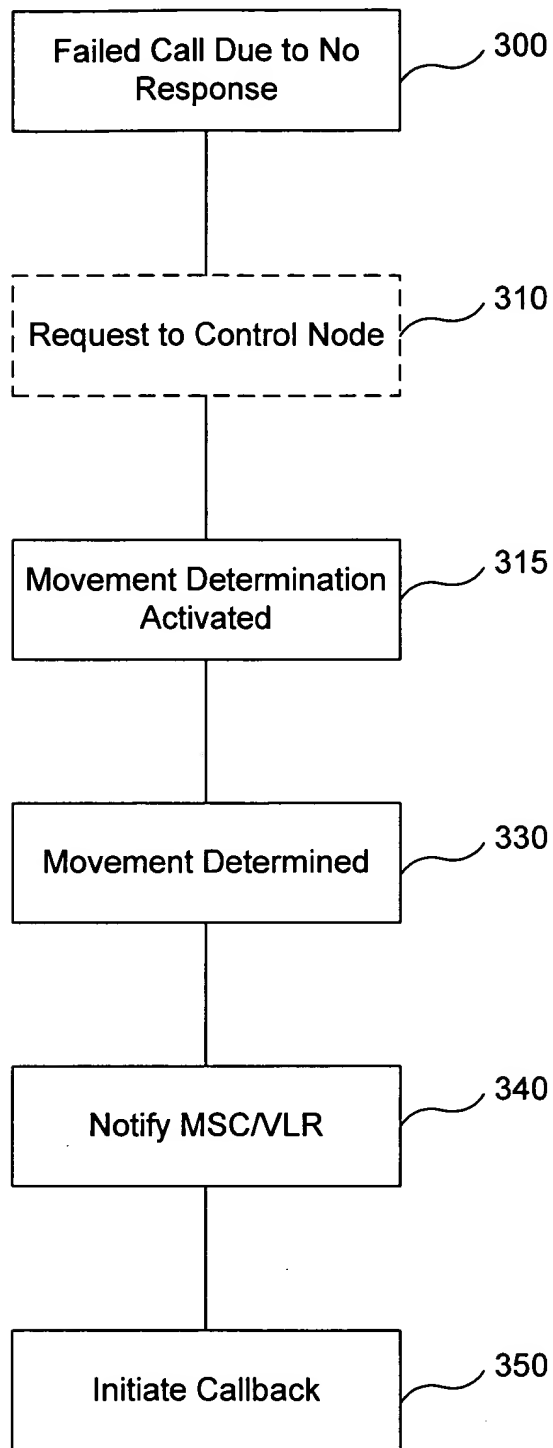 Failed Call Due to No
Response
300
Request to Control Node
310
Movement Determination
Activated
315
Movement Determined
330
Notify MSC/VLR
340
Initiate Callback
350